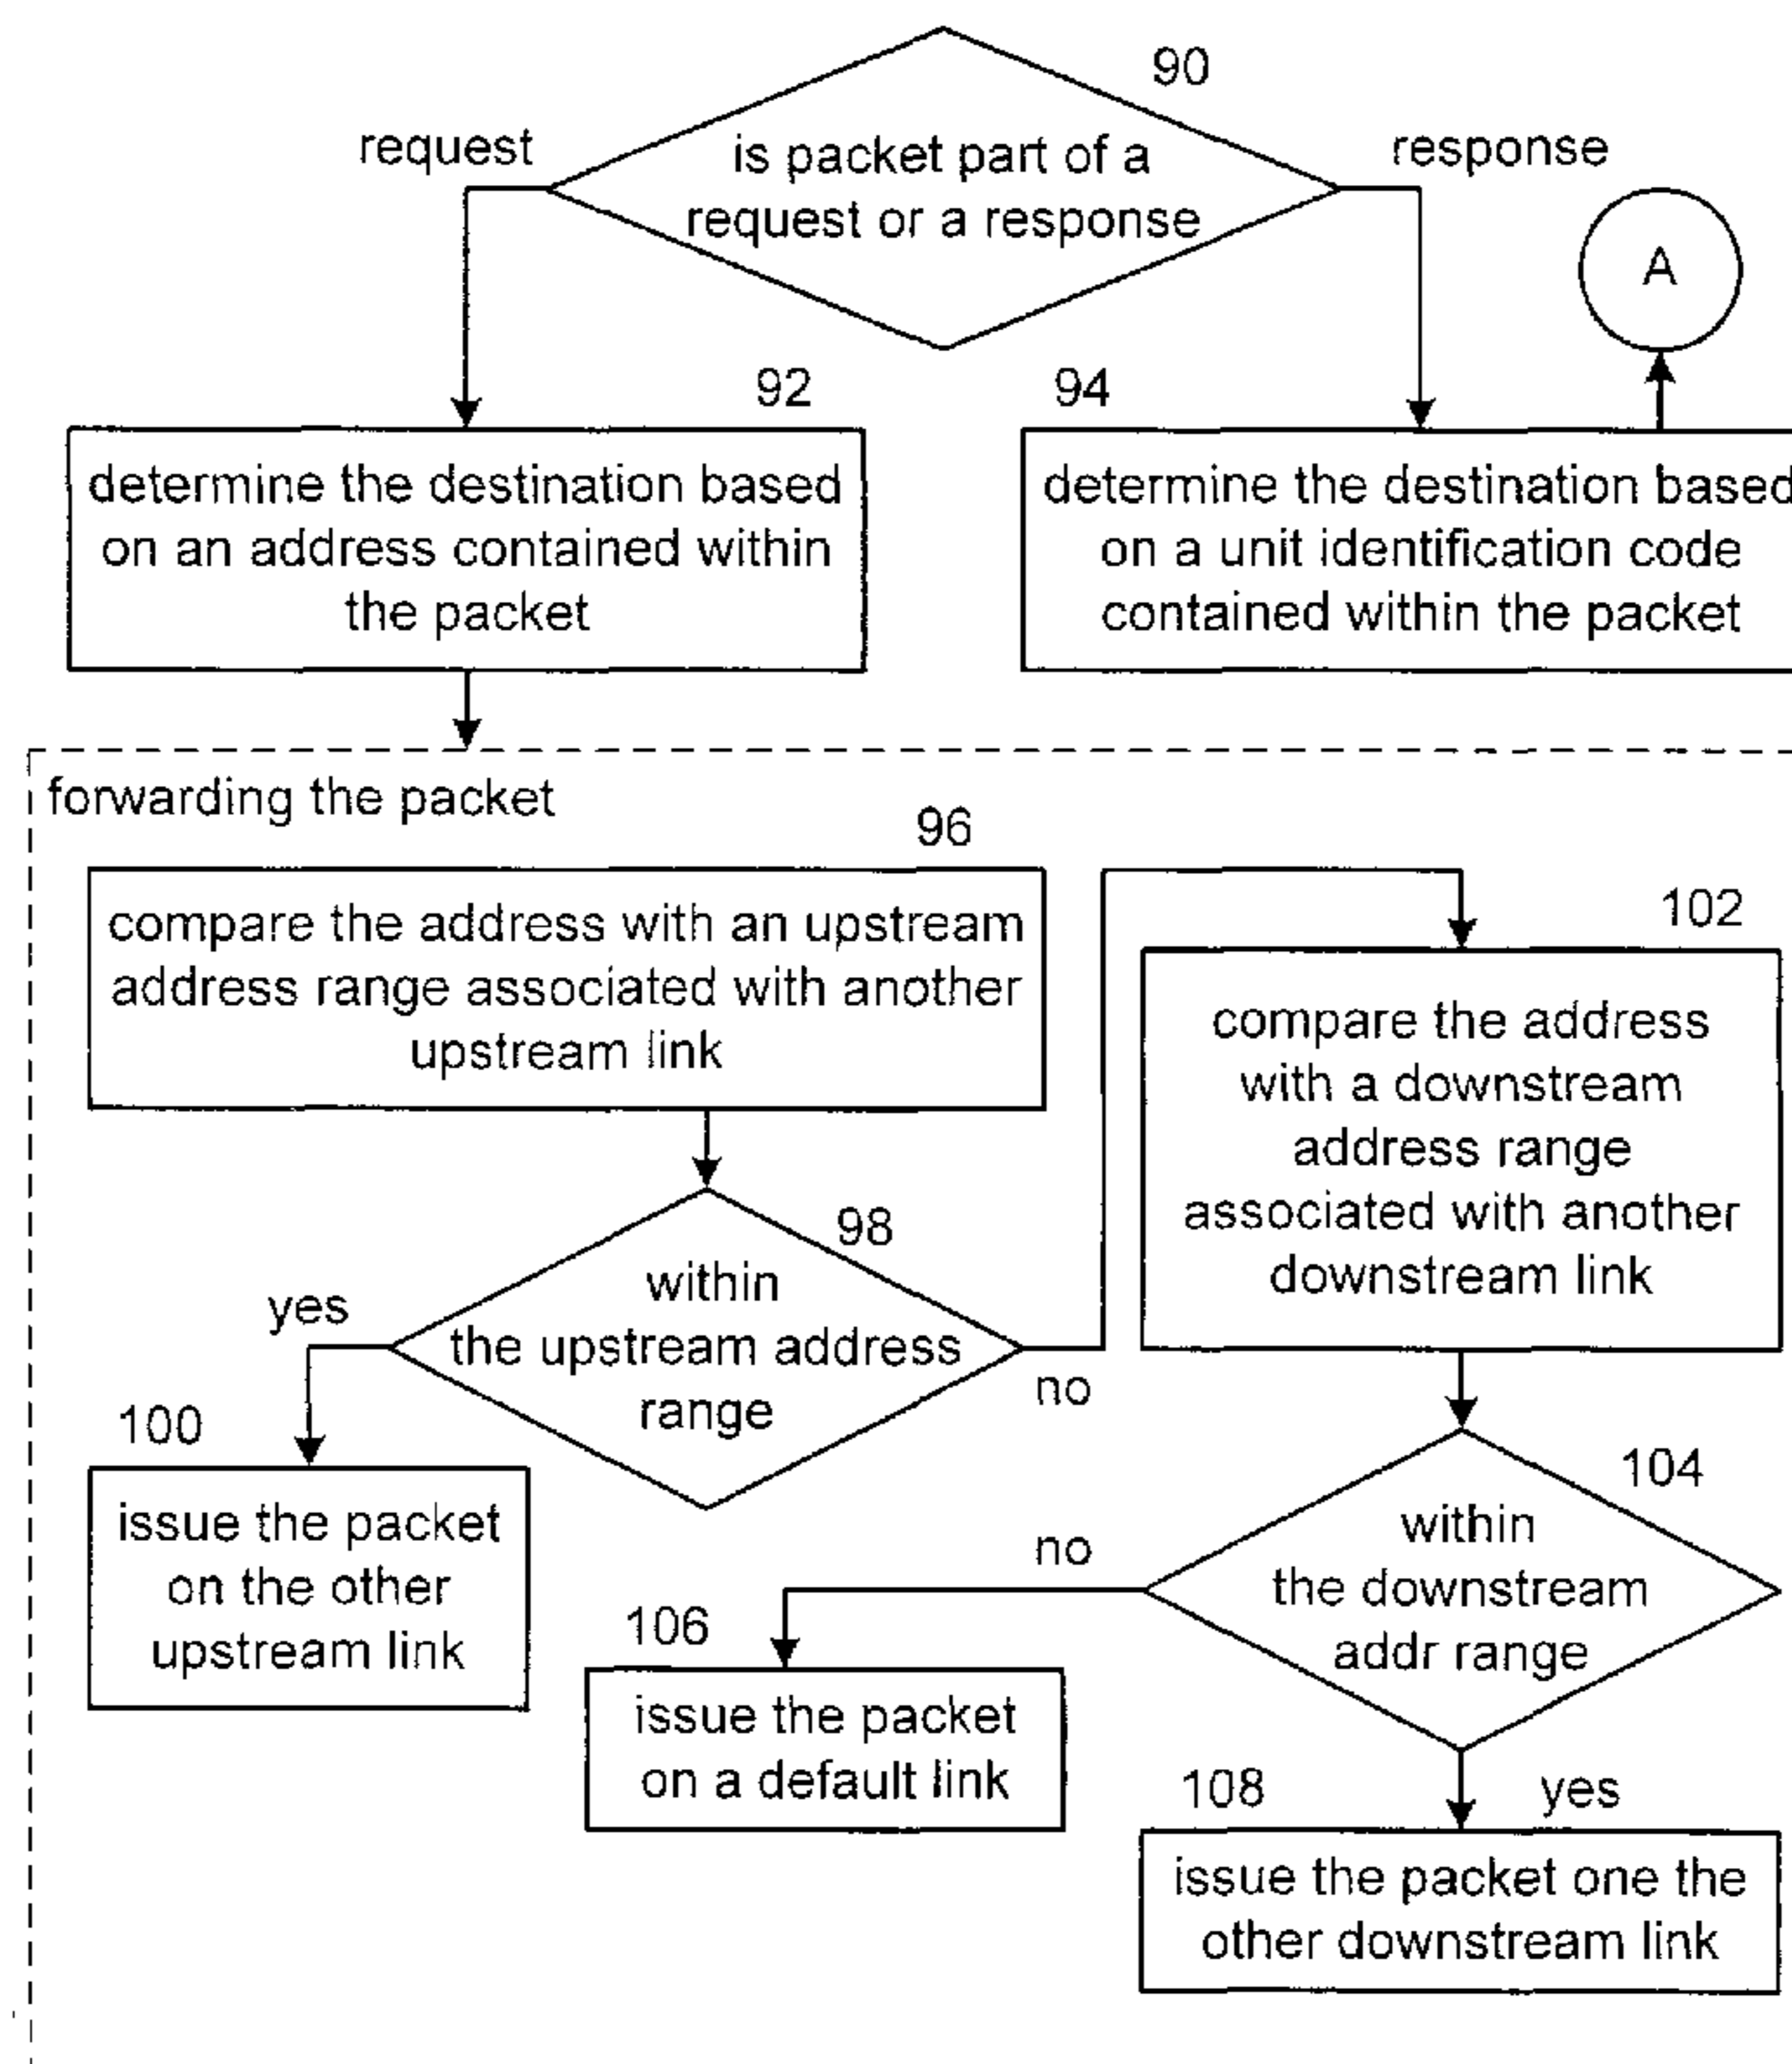 90
request
is packet part of a
request or a response
response
A
92
determine the destination based
on an address contained within
the packet
94
determine the destination based
on a unit identification code
contained within the packet
forwarding the packet
96
compare the address with an upstream
address range associated with another
upstream link
98
within
the upstream address
range
yes
no
100
issue the packet
on the other
upstream link
102
compare the address
with a downstream
address range
associated with another
downstream link
104
within
the downstream
addr range
no
106
issue the packet
on a default link
108
yes
issue the packet one the
other downstream link